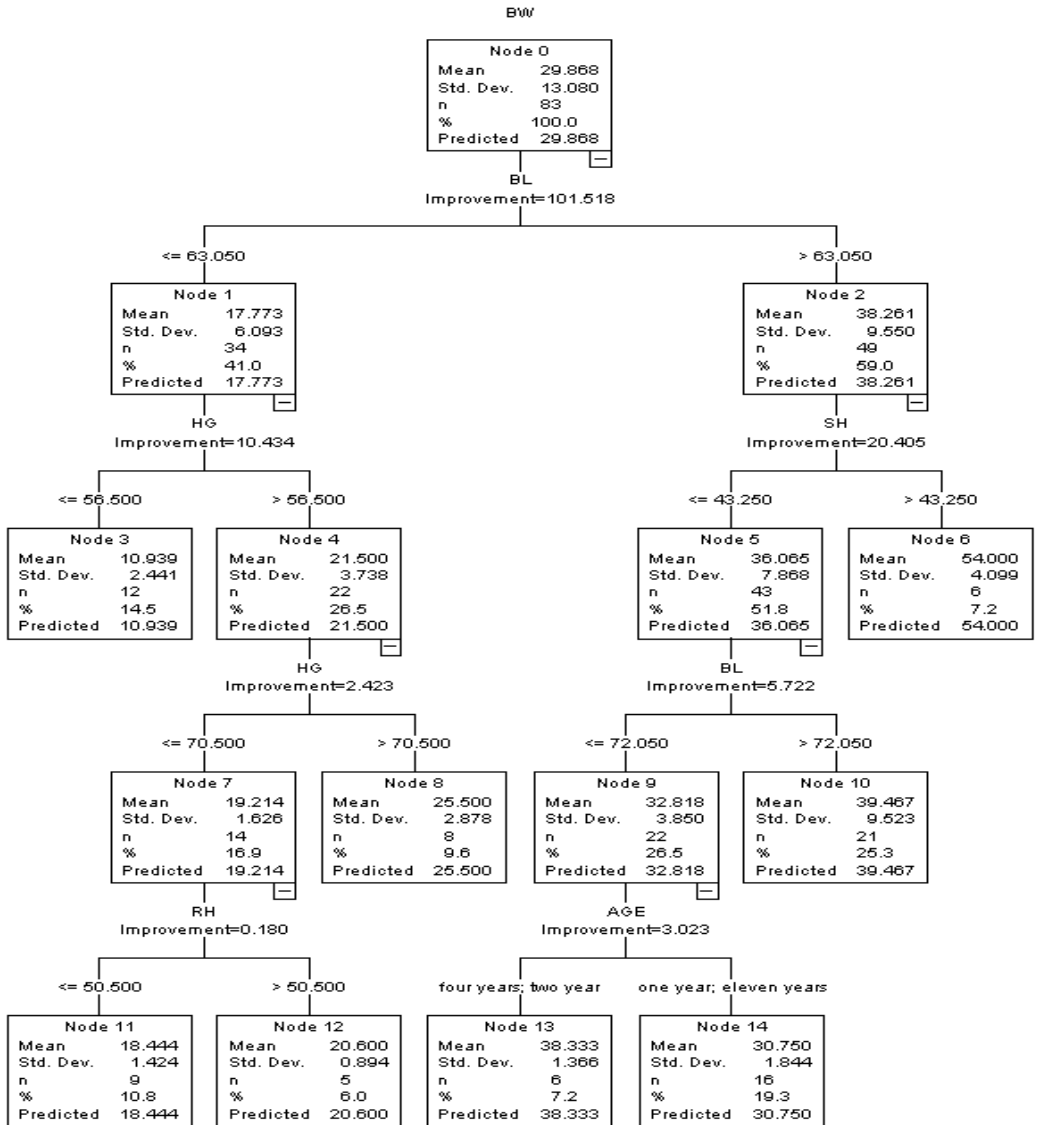 BW
Node 0
Mean 29.868
Std. Dev. 13.080
n 83
% 100.0
Predicted 29.868
BL
Improvement=101.518
<= 63.050
> 63.050
Node 1
Mean 17.773
Std. Dev. 6.093
n 34
% 41.0
Predicted 17.773
Node 2
Mean 38.261
Std. Dev. 9.550
n 49
% 59.0
Predicted 38.261
HG
Improvement=10.434
SH
Improvement=20.405
<= 56.500
> 56.500
<= 43.250
> 43.250
Node 3
Mean 10.939
Std. Dev. 2.441
n 12
% 14.5
Predicted 10.939
Node 4
Mean 21.500
Std. Dev. 3.738
n 22
% 26.5
Predicted 21.500
Node 5
Mean 36.065
Std. Dev. 7.868
n 43
% 51.8
Predicted 36.065
Node 6
Mean 54.000
Std. Dev. 4.099
n 6
% 7.2
Predicted 54.000
HG
Improvement=2.423
BL
Improvement=5.722
<= 70.500
> 70.500
<= 72.050
> 72.050
Node 7
Mean 19.214
Std. Dev. 1.626
n 14
% 16.9
Predicted 19.214
Node 8
Mean 25.500
Std. Dev. 2.878
n 8
% 9.6
Predicted 25.500
Node 9
Mean 32.818
Std. Dev. 3.850
n 22
% 26.5
Predicted 32.818
Node 10
Mean 39.467
Std. Dev. 9.523
n 21
% 25.3
Predicted 39.467
RH
Improvement=0.180
AGE
Improvement=3.023
<= 50.500
> 50.500
four years; two year
one year; eleven years
Node 11
Mean 18.444
Std. Dev. 1.424
n 9
% 10.8
Predicted 18.444
Node 12
Mean 20.600
Std. Dev. 0.894
n 5
% 6.0
Predicted 20.600
Node 13
Mean 38.333
Std. Dev. 1.366
n 6
% 7.2
Predicted 38.333
Node 14
Mean 30.750
Std. Dev. 1.844
n 16
% 19.3
Predicted 30.750